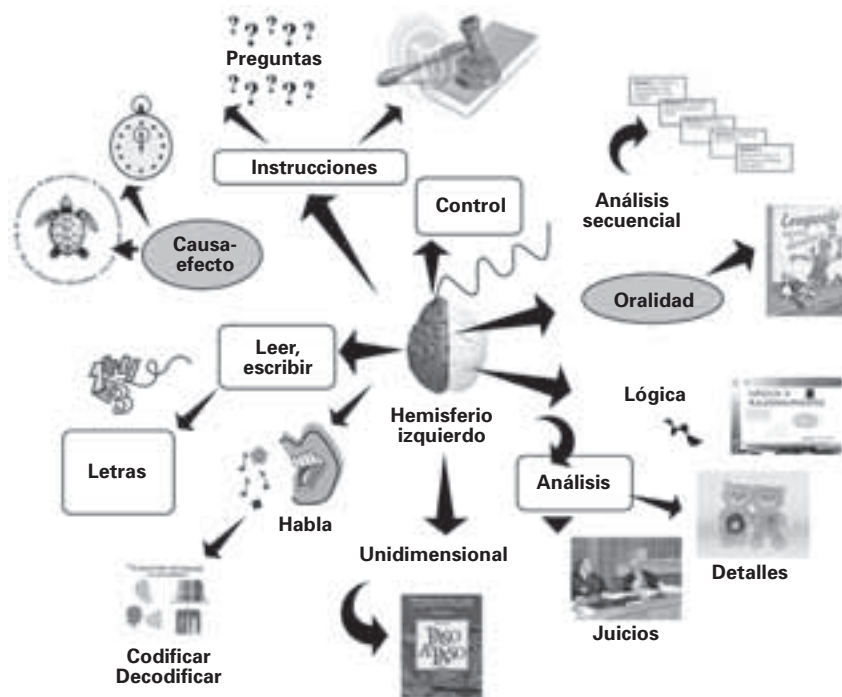 ? ? ? ? ?
Preguntas
? ? ? ? ?
Instrucciones
Control
Análisis
secuencial
Causa-
efecto
Oralidad
Leer,
escribir
Lógica
Hemisferio
izquierdo
Letras
Análisis
Habla
Unidimensional
Detalles
PASO
A PASO
Juicios
Codificar
Decodificar